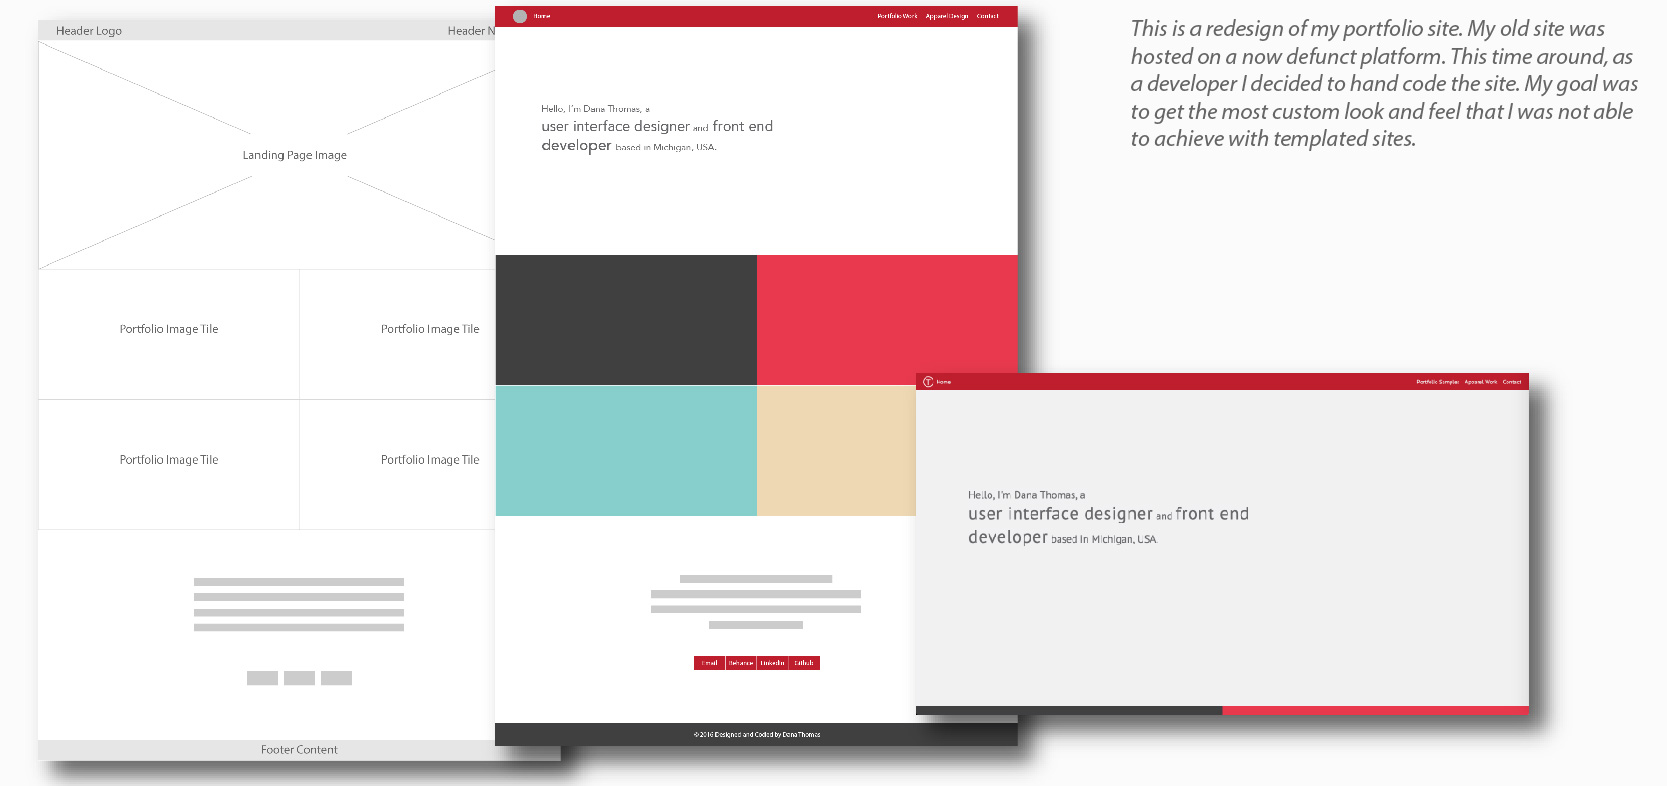 Header Logo
Header N
Landing Page Image
Portfolio Image Tile
Portfolio Image Tile
Portfolio Image Tile
Portfolio Image Tile
Footer Content
Home
Portfolio Work Apparel Design Contact
Hello, I'm Dana Thomas, a
user interface designer and front end
developer based in Michigan, USA.
Email Behance LinkedIn Github
© 2016 Designed and Coded by Dana Thomas
This is a redesign of my portfolio site. My old site was
hosted on a now defunct platform. This time around, as
a developer I decided to hand code the site. My goal was
to get the most custom look and feel that I was not able
to achieve with templated sites.
Home
Portfolio Samples Apparel Work Contact
Hello, I'm Dana Thomas, a
user interface designer and front end
developer based in Michigan, USA.